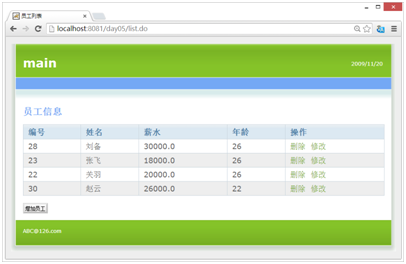 员工列表
localhost:8081/day05/list.do
main
2009/11/20
员工信息
编号 姓名 薪水 年龄 操作
28 刘备 30000.0 26 删除 修改
23 张飞 18000.0 26 删除 修改
22 关羽 20000.0 26 删除 修改
30 赵云 26000.0 22 删除 修改
增加员工
ABC@126.com